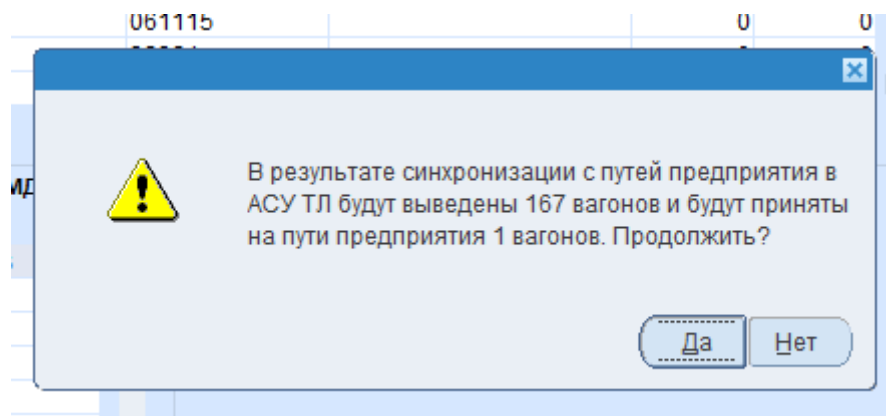 061115 0 0
В результате синхронизации с путей предприятия в
АСУ ТЛ будут выведены 167 вагонов и будут приняты
на пути предприятия 1 вагонов. Продолжить?
Да Нет